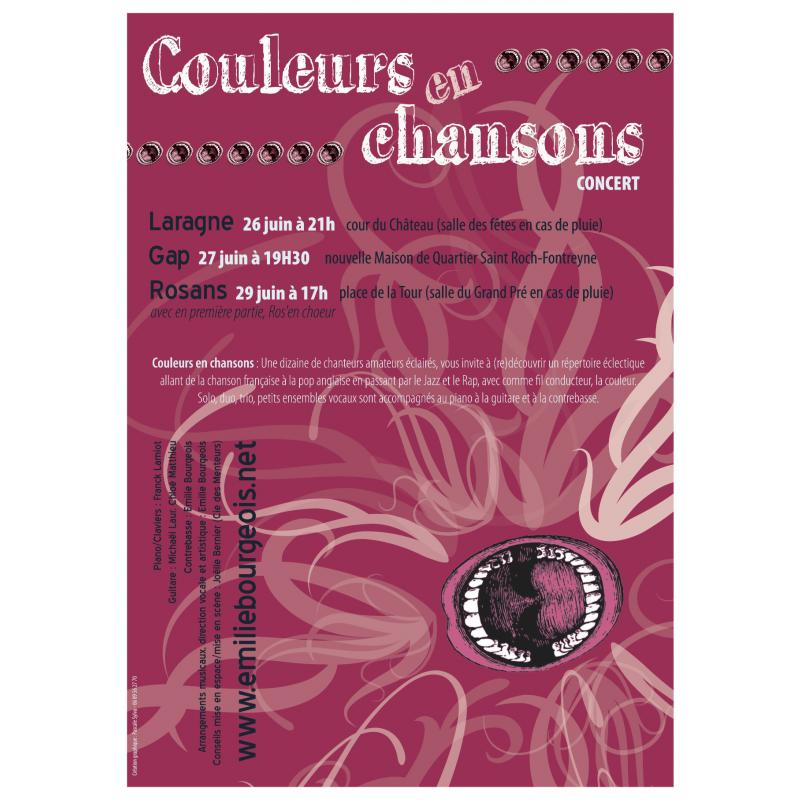 Couleurs en
chansons
CONCERT
Laragne 26 juin à 21h cour du Château (salle des fêtes en cas de pluie)
Gap 27 juin à 19H30 nouvelle Maison de Quartier Saint Roch-Fontreyne
Rosans 29 juin à 17h place de la Tour (salle du Grand Pré en cas de pluie)
avec en première partie, Ros'en choeur
Couleurs en chansons : Une dizaine de chanteurs amateurs éclairés, vous invite à (re)découvrir un répertoire éclectique
allant de la chanson française à la pop anglaise en passant par le Jazz et le Rap, avec comme fil conducteur, la couleur.
Solo, duo, trio, petits ensembles vocaux sont accompagnés au piano à la guitare et à la contrebasse.
Piano/Claviers : Franck Lamiot
Guitare : Michaël Laur, Chloé Matthieu
Contrebasse : Emilie Bourgeois
Arrangements musicaux, direction vocale et artistique : Emilie Bourgeois
Conseils mise en espace/mise en scène : Joëlle Bernier (Cie des Menteurs)
www.emiliebourgeois.net
Création graphique : Pascale